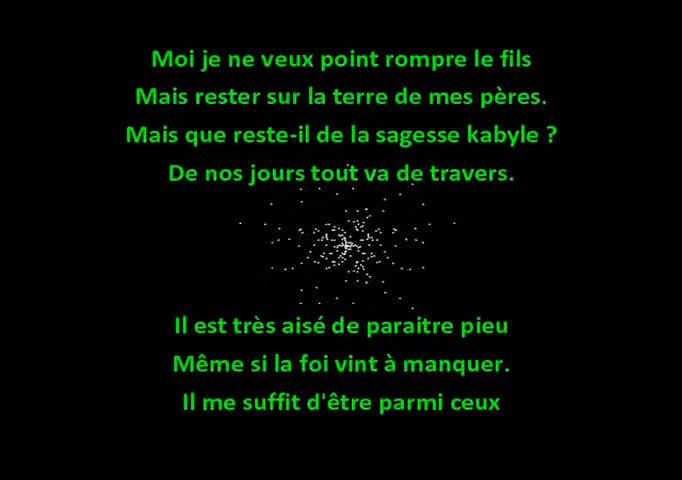 Moi je ne veux point rompre le fils
Mais rester sur la terre de mes pères.
Mais que reste-il de la sagesse kabyle ?
De nos jours tout va de travers.
Il est très aisé de paraitre pieu
Même si la foi vint à manquer.
Il me suffit d'être parmi ceux